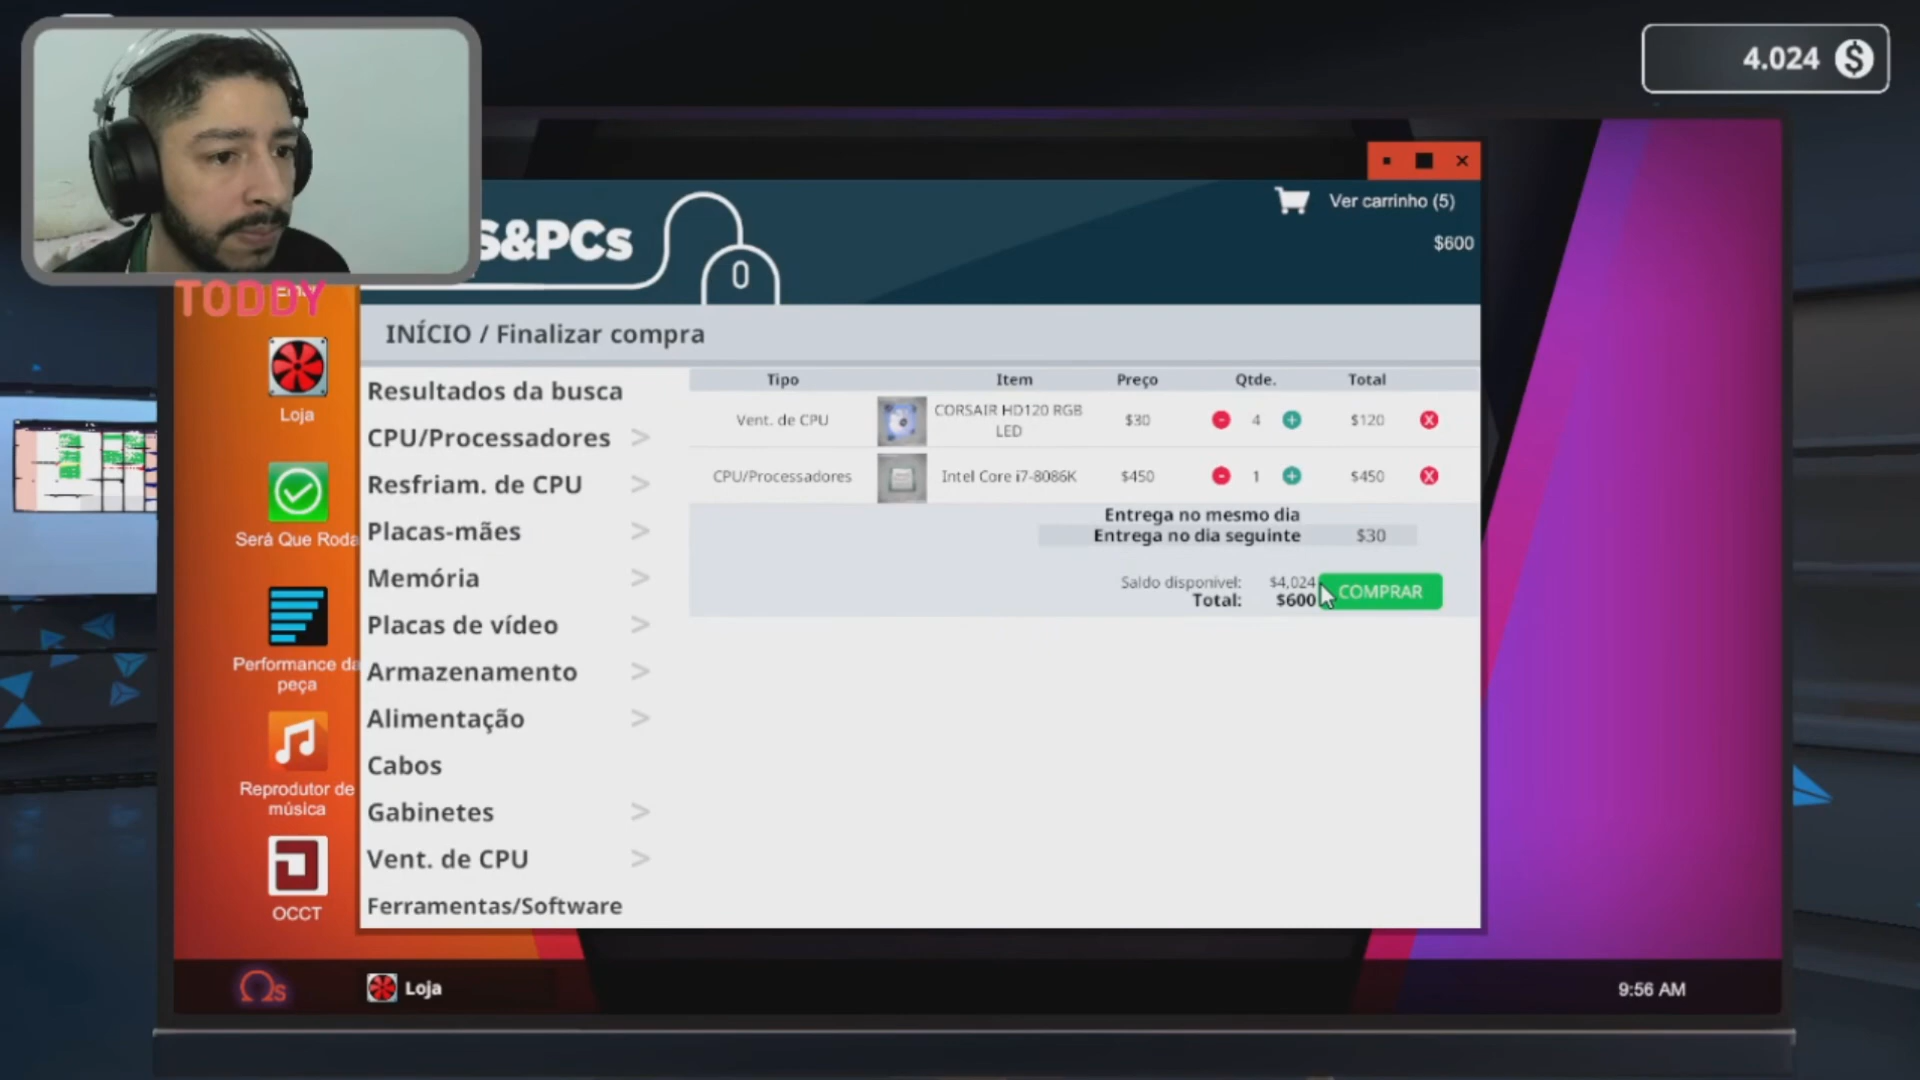 4.024
S&PCs
Ver carrinho (5)
$600
TODDY
INÍCIO / Finalizar compra
Loja
Será Que Roda
Performance da
peça
Reprodutor de
música
OCCT
Resultados da busca
CPU/Processadores >
Resfriam. de CPU >
Placas-mães >
Memória >
Placas de vídeo >
Armazenamento >
Alimentação >
Cabos
Gabinetes >
Vent. de CPU >
Ferramentas/Software
Tipo Item Preço Qtde. Total
Vent. de CPU CORSAIR HD120 RGB LED $30 4 $120
CPU/Processadores Intel Core i7-8086K $450 1 $450
Entrega no mesmo dia
Entrega no dia seguinte $30
Saldo disponível: $4,024
Total: $600
COMPRAR
Loja
9:56 AM